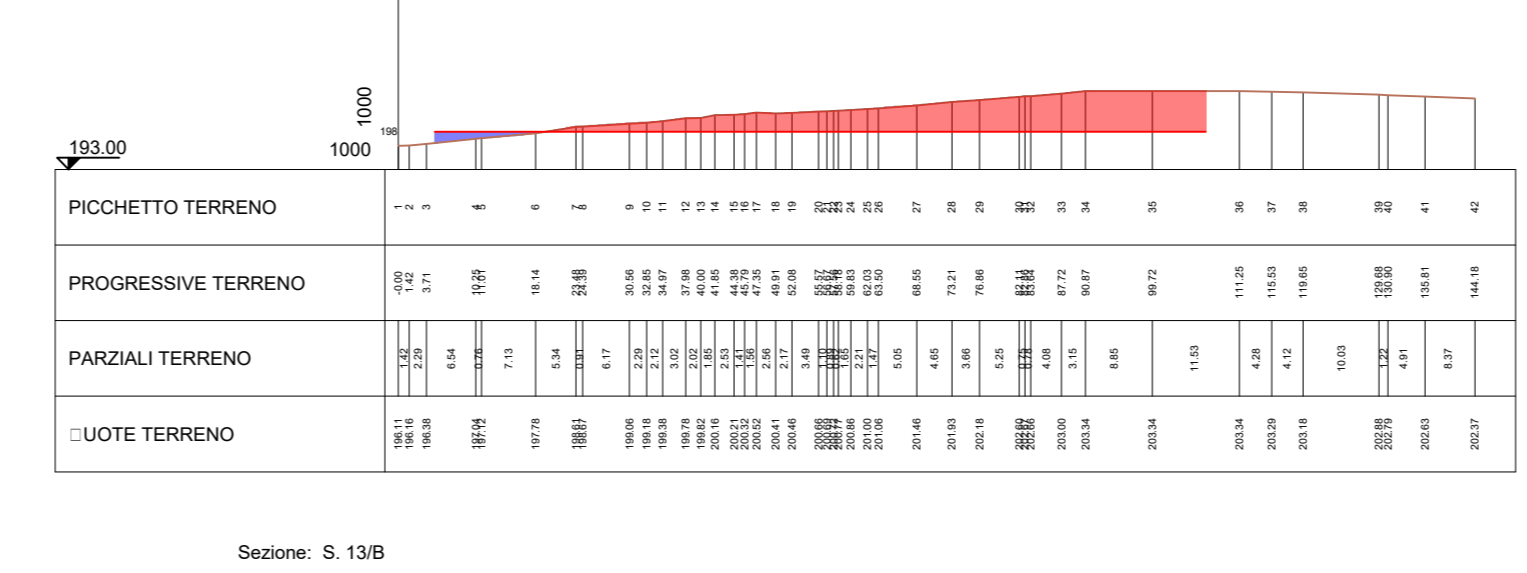 1000
198
193.00
1000
PICCHETTO TERRENO 1 2 3 4 5 6 7 8 9 10 11 12 13 14 15 16 17 18 19 20 21 23 24 25 26 27 28 29 30 32 33 34 35 36 37 38 39 40 41 42
PROGRESSIVE TERRENO -0.00 1.42 3.71 10.25 11.01 18.14 23.48 24.39 30.56 32.85 34.97 37.98 40.00 41.85 44.38 45.79 47.35 49.91 52.08 55.57 58.18 59.83 62.03 63.50 68.55 73.21 76.86 82.11 83.64 87.72 90.87 99.72 111.25 115.53 119.65 129.68 130.90 135.81 144.18
PARZIALI TERRENO 1.42 2.29 6.54 0.76 7.13 5.34 0.91 6.17 2.29 2.12 3.02 2.02 1.85 2.53 1.41 1.56 2.56 2.17 3.49 1.10 1.65 2.21 1.47 5.05 4.65 3.66 5.25 0.75 0.78 4.08 3.15 8.85 11.53 4.28 4.12 10.03 1.22 4.91 8.37
□UOTE TERRENO 196.11 196.16 196.38 197.04 197.12 197.78 198.61 198.67 199.06 199.18 199.38 199.78 199.82 200.16 200.21 200.32 200.52 200.41 200.46 200.66 200.77 200.86 201.00 201.06 201.46 201.93 202.18 202.60 202.66 203.00 203.34 203.34 203.34 203.29 203.18 202.88 202.79 202.63 202.37
Sezione: S. 13/B